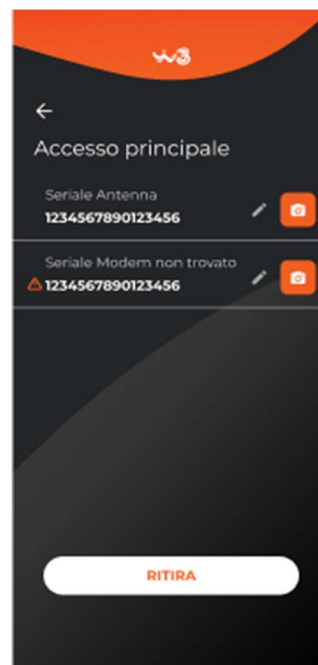 W3
Accesso principale
Seriale Antenna
1234567890123456
Seriale Modem non trovato
1234567890123456
RITIRA